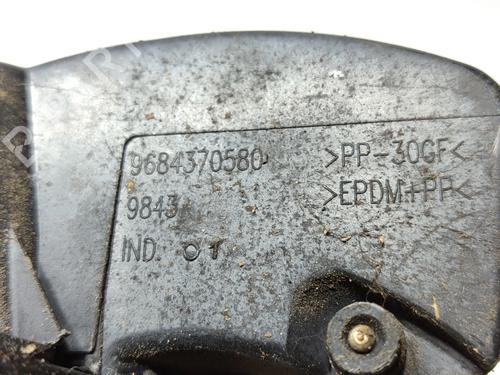 9684370580 >PP-30GF<
9843 >EPDM+PP<
IND. 01